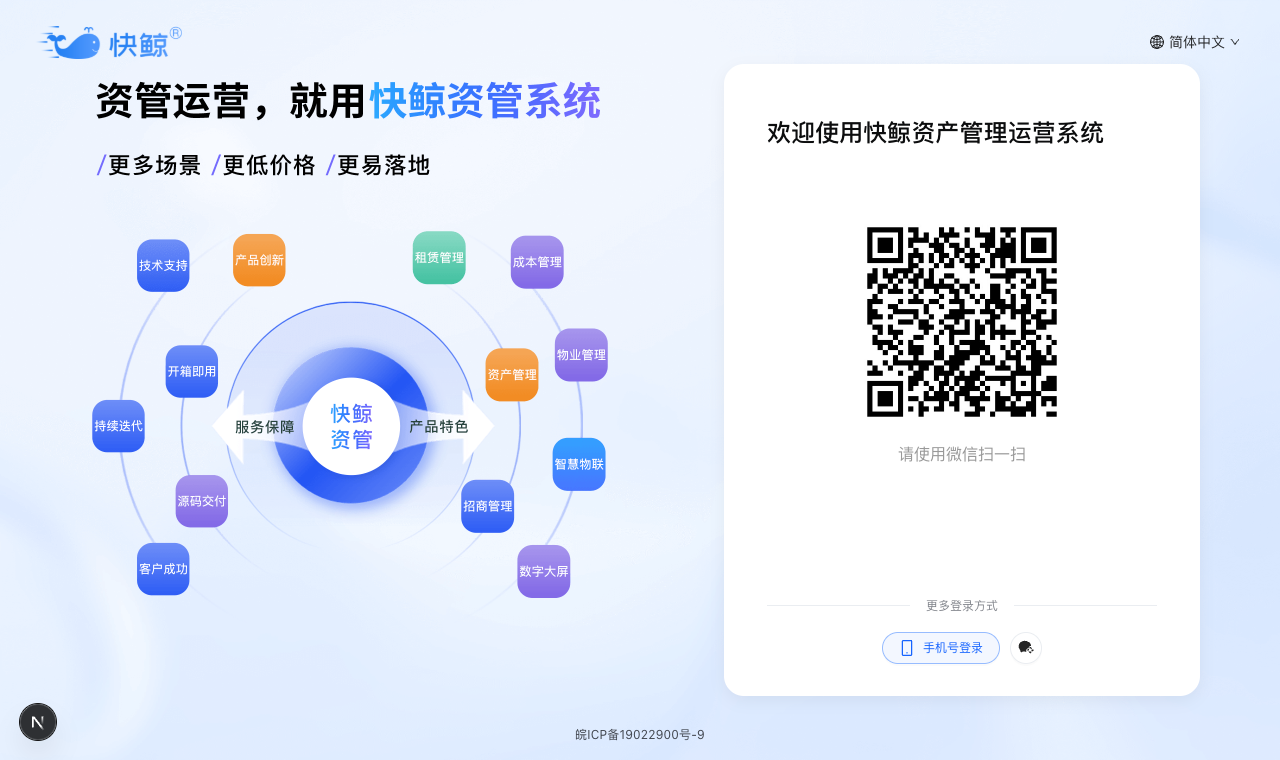 快鲸®
简体中文
资管运营，就用快鲸资管系统
/更多场景 /更低价格 /更易落地
技术支持
产品创新
租赁管理
成本管理
开箱即用
资产管理
物业管理
持续迭代
服务保障
快鲸
资管
产品特色
智慧物联
源码交付
招商管理
客户成功
数字大屏
欢迎使用快鲸资产管理运营系统
请使用微信扫一扫
更多登录方式
手机号登录
N
皖ICP备19022900号-9